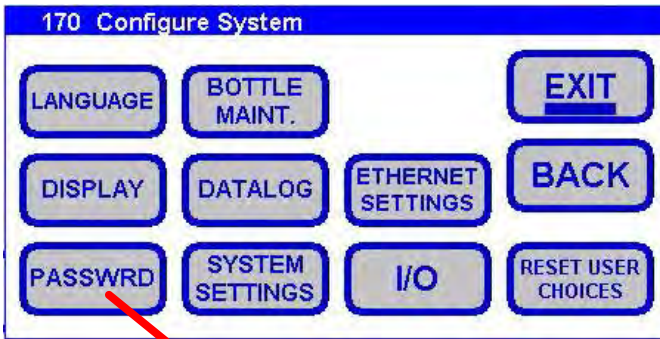 170 Configure System
LANGUAGE
BOTTLE
MAINT.
EXIT
DISPLAY
DATALOG
ETHERNET
SETTINGS
BACK
PASSWRD
SYSTEM
SETTINGS
I/O
RESET USER
CHOICES